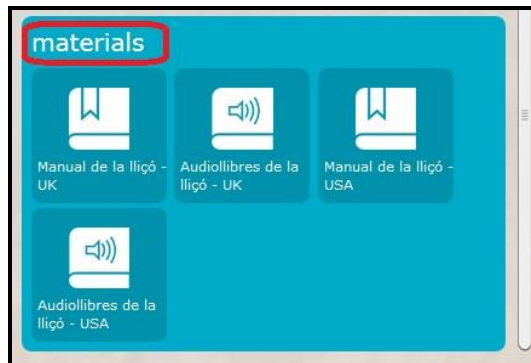 materials
Manual de la lliçó -
UK
Audiollibres de la
lliçó - UK
Manual de la lliçó -
USA
Audiollibres de la
lliçó - USA